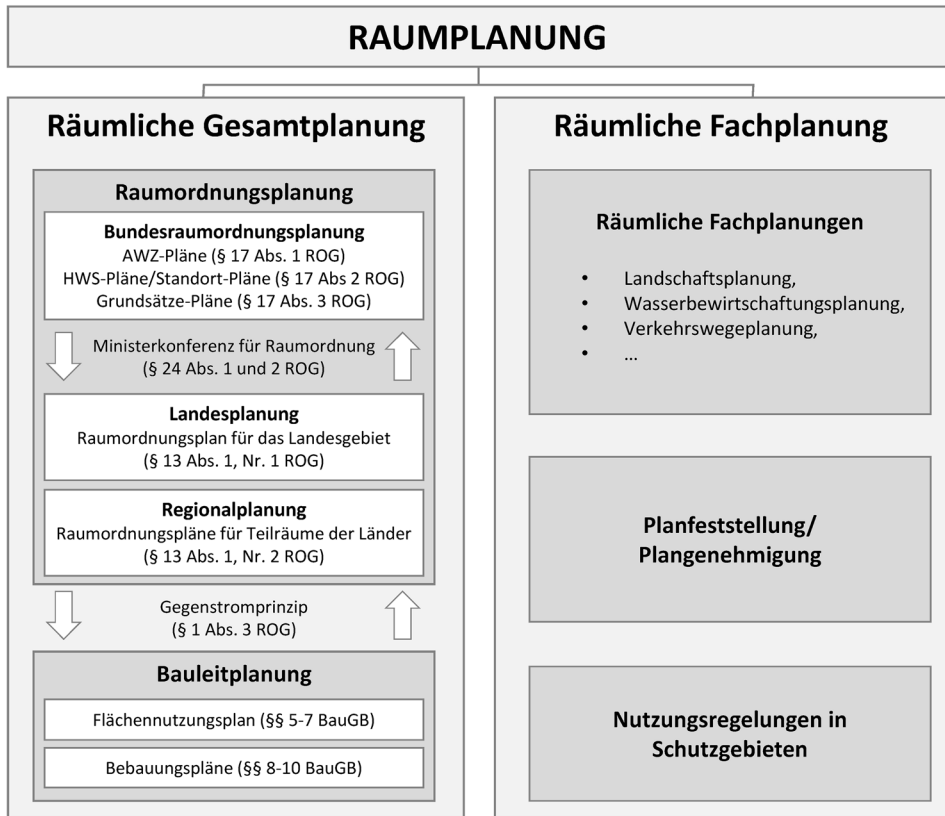 RAUMPLANUNG
Räumliche Gesamtplanung
Raumordnungsplanung
Bundesraumordnungsplanung
AWZ-Pläne (§ 17 Abs. 1 ROG)
HWS-Pläne/Standort-Pläne (§ 17 Abs 2 ROG)
Grundsätze-Pläne (§ 17 Abs. 3 ROG)
Ministerkonferenz für Raumordnung
(§ 24 Abs. 1 und 2 ROG)
Landesplanung
Raumordnungsplan für das Landesgebiet
(§ 13 Abs. 1, Nr. 1 ROG)
Regionalplanung
Raumordnungspläne für Teilräume der Länder
(§ 13 Abs. 1, Nr. 2 ROG)
Gegenstromprinzip
(§ 1 Abs. 3 ROG)
Bauleitplanung
Flächennutzungsplan (§§ 5-7 BauGB)
Bebauungspläne (§§ 8-10 BauGB)
Räumliche Fachplanung
Räumliche Fachplanungen
• Landschaftsplanung,
• Wasserbewirtschaftungsplanung,
• Verkehrswegeplanung,
• ...
Planfeststellung/
Plangenehmigung
Nutzungsregelungen in
Schutzgebieten